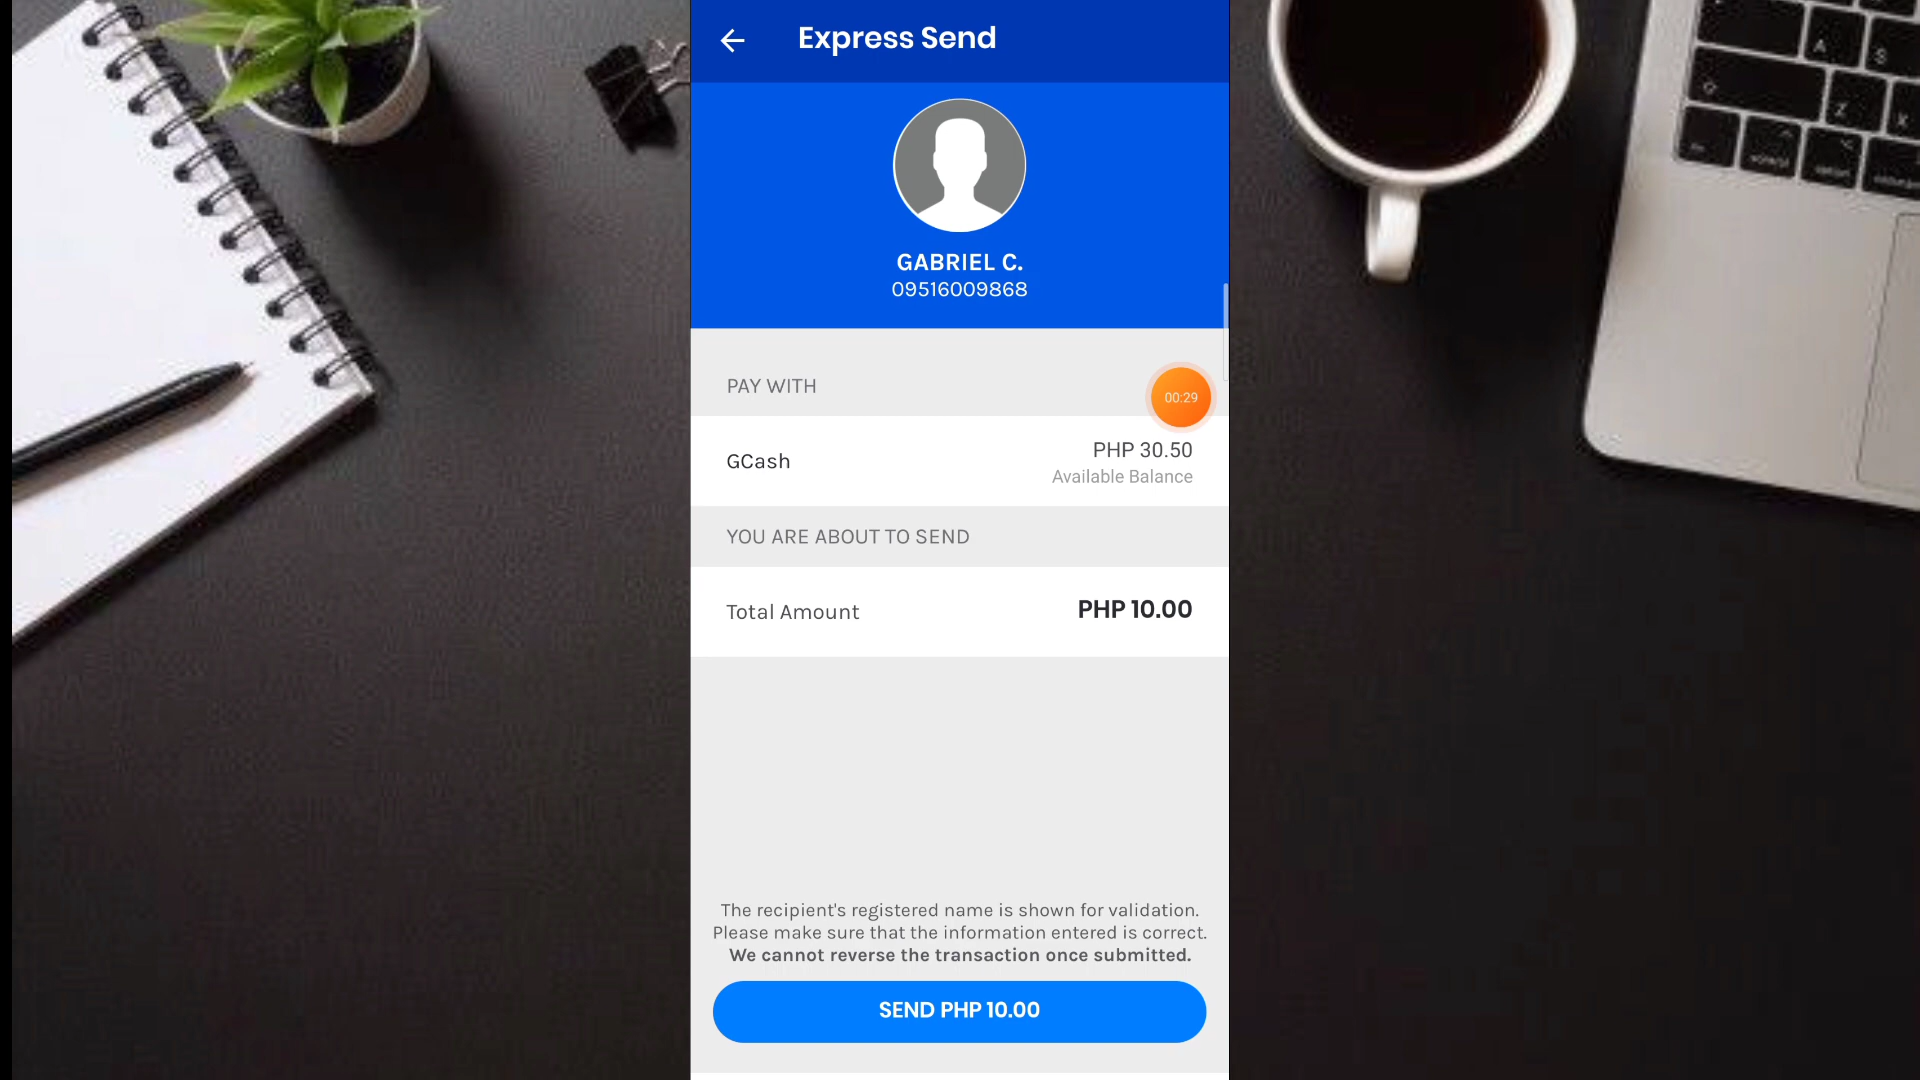 Express Send
GABRIEL C.
09516009868
PAY WITH
00:29
GCash
PHP 30.50
Available Balance
YOU ARE ABOUT TO SEND
Total Amount
PHP 10.00
The recipient's registered name is shown for validation.
Please make sure that the information entered is correct.
We cannot reverse the transaction once submitted.
SEND PHP 10.00
A
S
Z
X